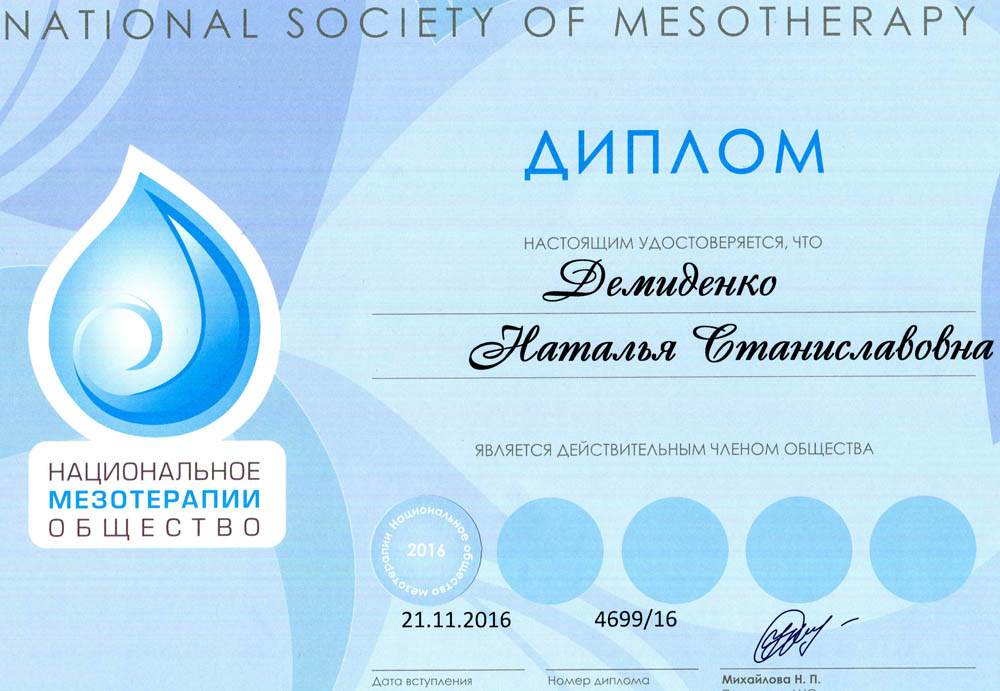 NATIONAL SOCIETY OF MESOTHERAPY
ДИПЛОМ
НАСТОЯЩИМ УДОСТОВЕРЯЕТСЯ, ЧТО
Демиденко
Наталья Станиславовна
ЯВЛЯЕТСЯ ДЕЙСТВИТЕЛЬНЫМ ЧЛЕНОМ ОБЩЕСТВА
НАЦИОНАЛЬНОЕ
МЕЗОТЕРАПИИ
ОБЩЕСТВО
Национальное общество мезотерапии
2016
21.11.2016
4699/16
Дата вступления
Номер диплома
Михайлова Н. П.